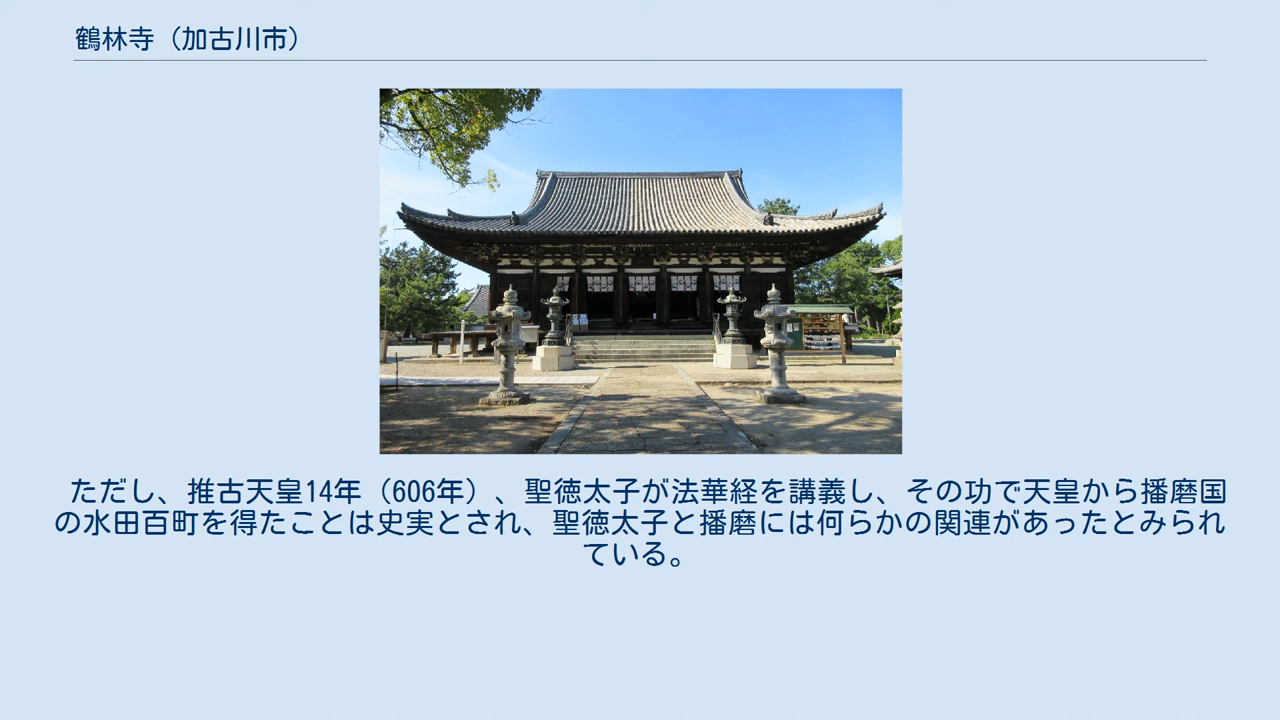 鶴林寺（加古川市）
ただし、推古天皇14年（606年）、聖徳太子が法華経を講義し、その功で天皇から播磨国
の水田百町を得たことは史実とされ、聖徳太子と播磨には何らかの関連があったとみられ
ている。